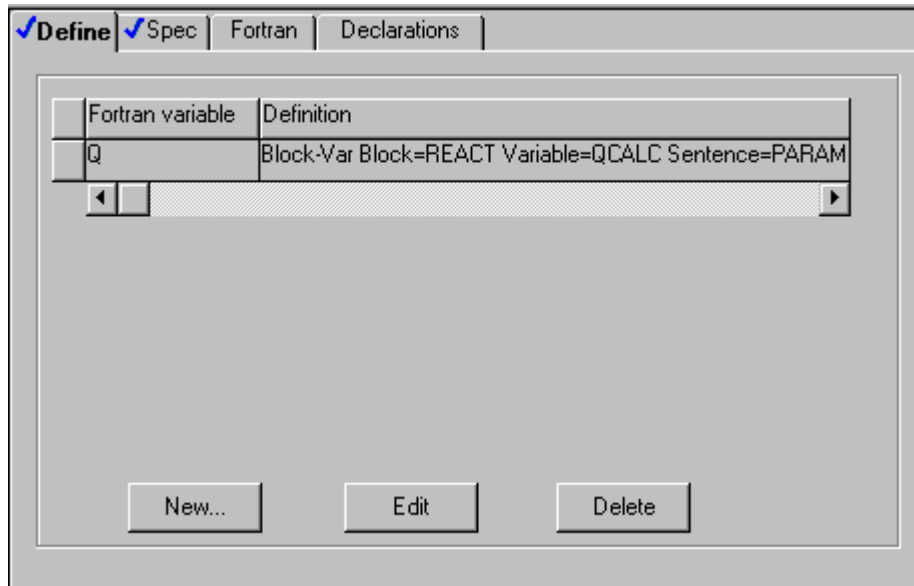 Define Spec Fortran Declarations
Fortran variable Definition
Q Block-Var Block=REACT Variable=QCALC Sentence=PARAM
New... Edit Delete